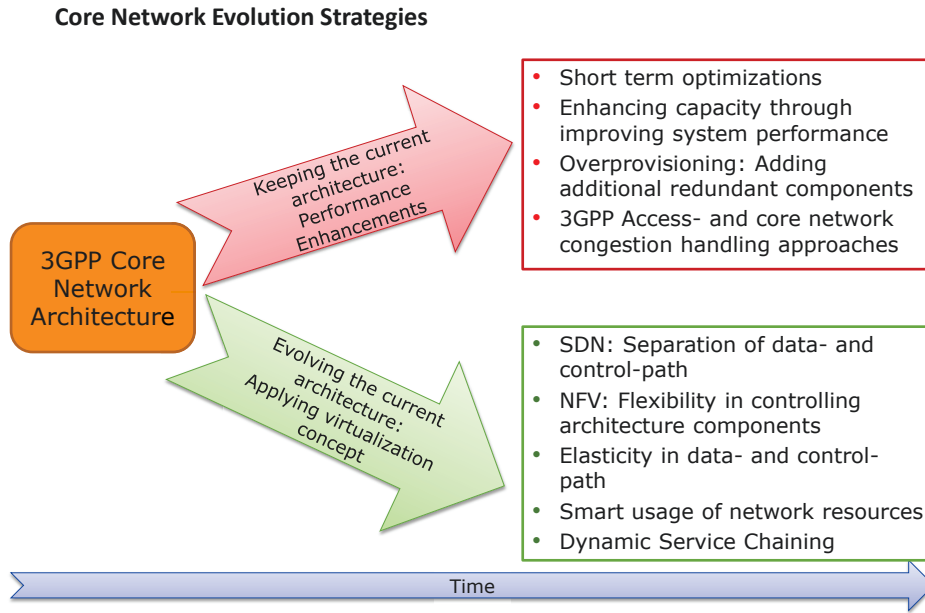 Core Network Evolution Strategies
3GPP Core
Network
Architecture
Keeping the current
architecture:
Performance
Enhancements
• Short term optimizations
• Enhancing capacity through
improving system performance
• Overprovisioning: Adding
additional redundant components
• 3GPP Access- and core network
congestion handling approaches
Evolving the current
architecture:
Applying virtualization
concept
• SDN: Separation of data- and
control-path
• NFV: Flexibility in controlling
architecture components
• Elasticity in data- and control-
path
• Smart usage of network resources
• Dynamic Service Chaining
Time